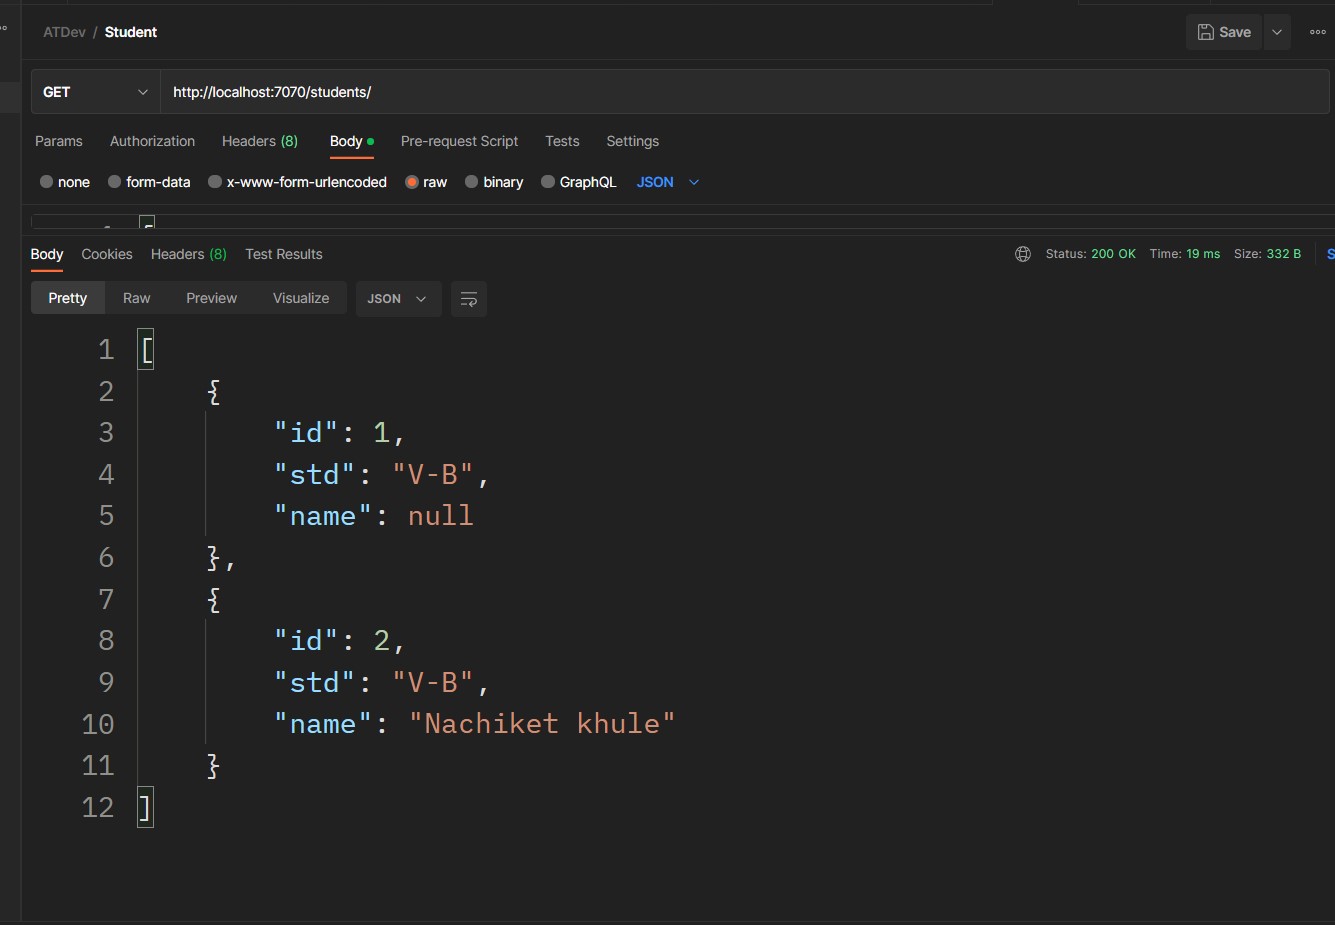 ATDev / Student
Save
GET http://localhost:7070/students/
Params Authorization Headers (8) Body Pre-request Script Tests Settings
none form-data x-www-form-urlencoded raw binary GraphQL JSON
Body Cookies Headers (8) Test Results Status: 200 OK Time: 19 ms Size: 332 B
Pretty Raw Preview Visualize JSON
1 [
2 {
3 "id": 1,
4 "std": "V-B",
5 "name": null
6 },
7 {
8 "id": 2,
9 "std": "V-B",
10 "name": "Nachiket khule"
11 }
12 ]